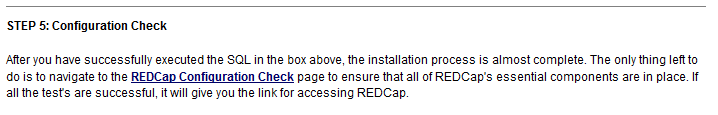 STEP 5: Configuration Check
After you have successfully executed the SQL in the box above, the installation process is almost complete. The only thing left to
do is to navigate to the REDCap Configuration Check page to ensure that all of REDCap's essential components are in place. If
all the test's are successful, it will give you the link for accessing REDCap.